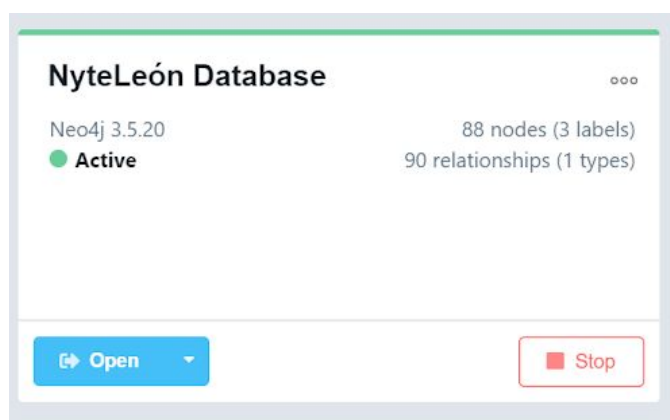 NyteLeón Database
Neo4j 3.5.20
88 nodes (3 labels)
Active
90 relationships (1 types)
Open
Stop